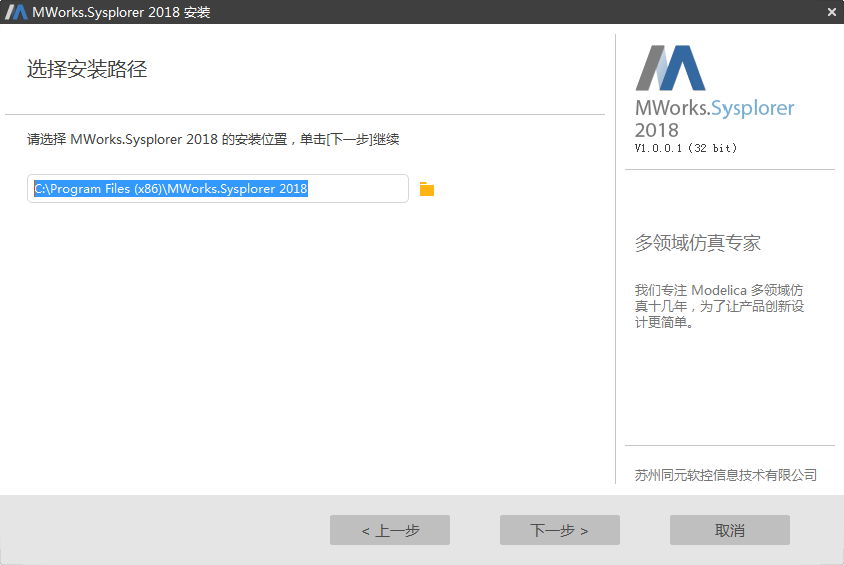 MWorks.Sysplorer 2018 安装
选择安装路径
请选择 MWorks.Sysplorer 2018 的安装位置，单击[下一步]继续
C:\Program Files (x86)\MWorks.Sysplorer 2018
MWorks.Sysplorer
2018
V1.0.0.1 (32 bit)
多领域仿真专家
我们专注 Modelica 多领域仿
真十几年，为了让产品创新设
计更简单。
苏州同元软控信息技术有限公司
< 上一步
下一步 >
取消